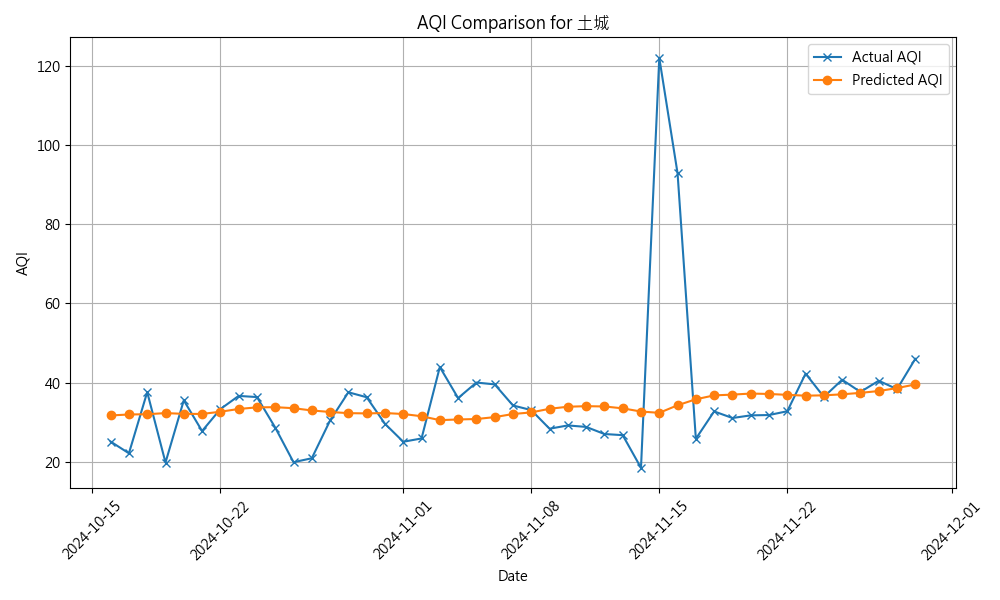 AQI Comparison for 土城
Actual AQI
Predicted AQI
AQI
120
100
80
60
40
20
2024-10-15
2024-10-22
2024-11-01
2024-11-08
2024-11-15
2024-11-22
2024-12-01
Date